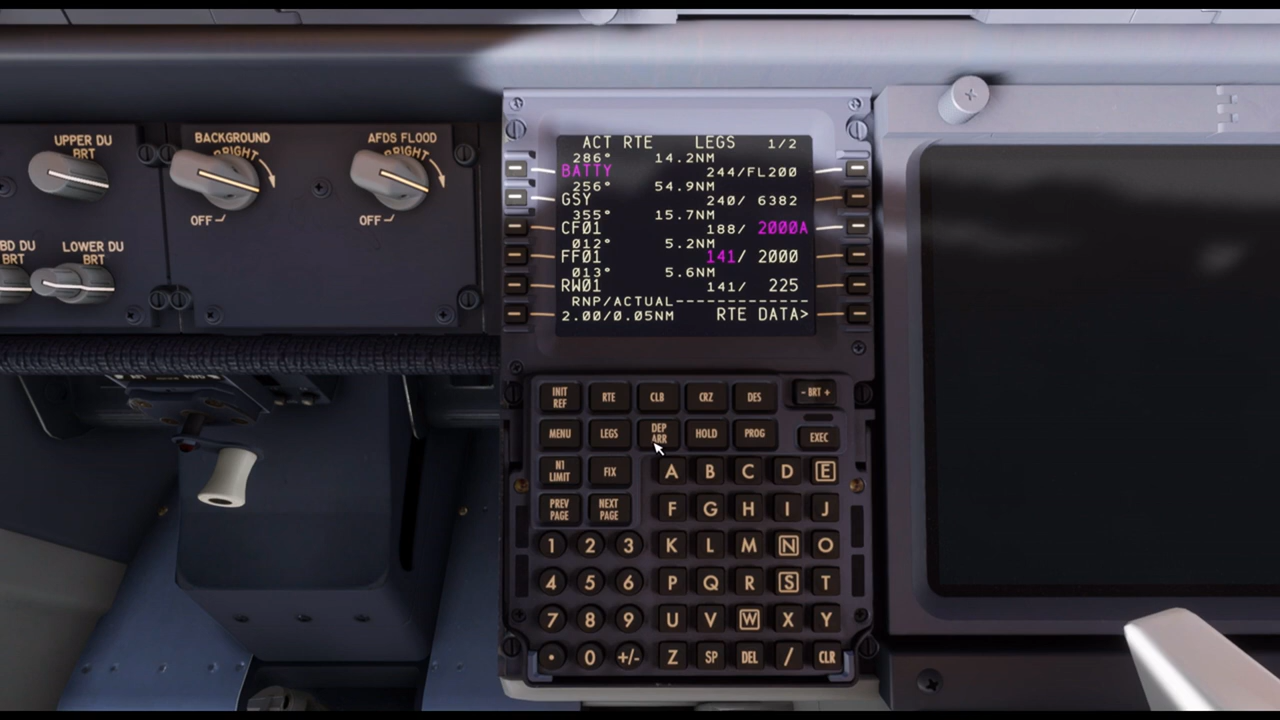 UPPER DU
BRT
BACKGROUND
BRIGHT
OFF
AFDS FLOOD
BRIGHT
OFF
BD DU
BRT
LOWER DU
BRT
ACT RTE LEGS 1/2
286° 14.2NM
BATTY 244/FL200
256° 54.9NM
GSY 240/ 6382
355° 15.7NM
CF01 188/ 2000A
012° 5.2NM
FF01 141/ 2000
013° 5.6NM
RW01 141/ 225
RNP/ACTUAL------------
2.00/0.05NM RTE DATA>
INIT REF RTE CLB CRZ DES - BRT +
MENU LEGS DEP ARR HOLD PROG EXEC
N1 LIMIT FIX A B C D E
PREV PAGE NEXT PAGE F G H I J
1 2 3 K L M N O
4 5 6 P Q R S T
7 8 9 U V W X Y
. 0 +/- Z SP DEL / CLR